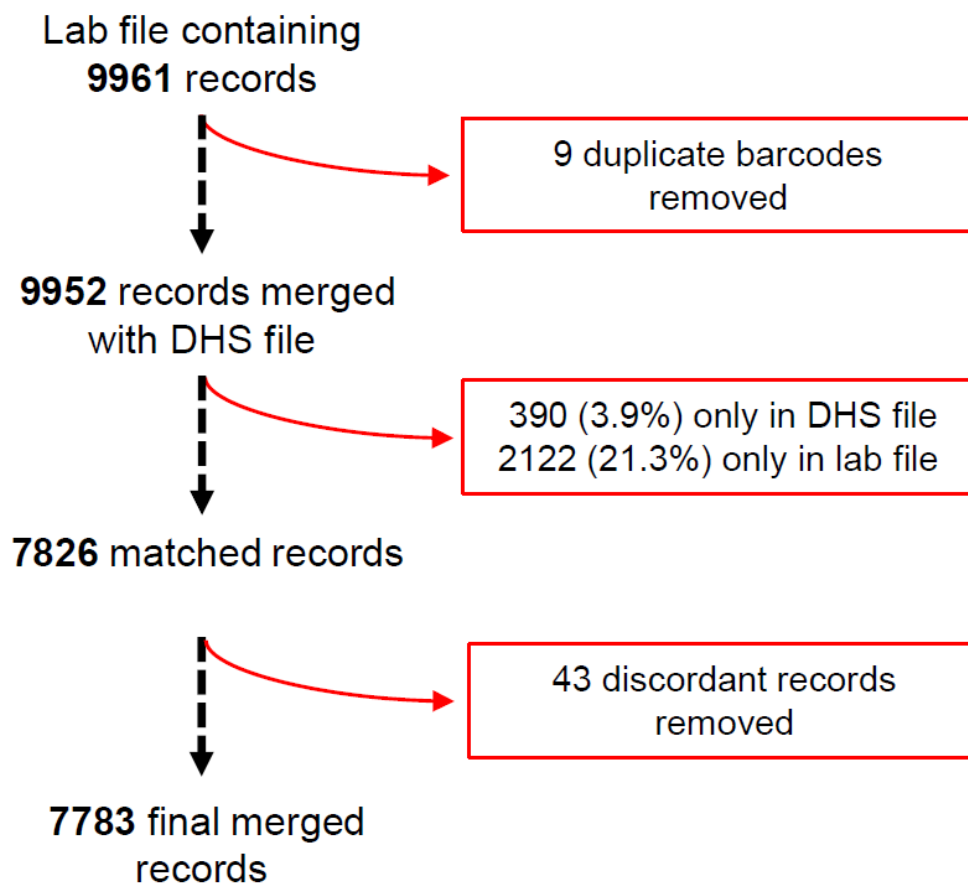 Lab file containing
9961 records
9 duplicate barcodes
removed
9952 records merged
with DHS file
390 (3.9%) only in DHS file
2122 (21.3%) only in lab file
7826 matched records
43 discordant records
removed
7783 final merged
records